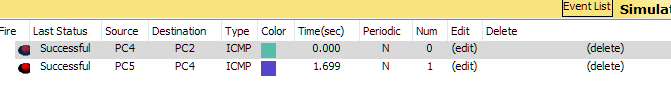 Event List Simula
Fire Last Status Source Destination Type Color Time(sec) Periodic Num Edit Delete
Successful PC4 PC2 ICMP 0.000 N 0 (edit) (delete)
Successful PC5 PC4 ICMP 1.699 N 1 (edit) (delete)